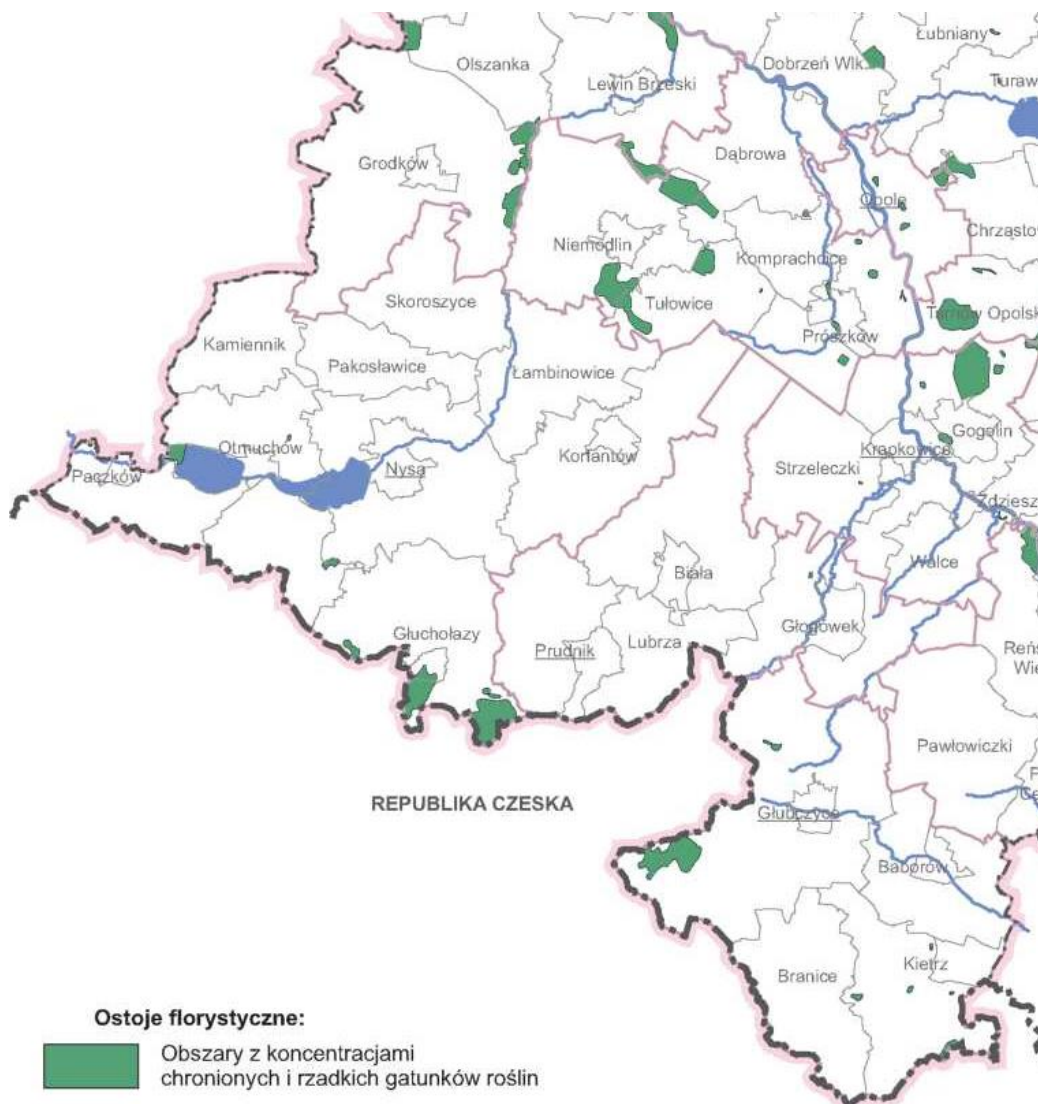 Łubniany
Olszanka
Dobrzeń Wlk.
Lewin Brzeski
Turaw
Grodków
Dąbrowa
Opole
Niemodlin
Komprachcice
Chrząstow
Skoroszyce
Tułowice
Tarnów Opolsk
Kamiennik
Prószków
Pakosławice
Łambinowice
Gogolin
Otmuchów
Krapkowice
Korfantów
Strzeleczki
Nysa
Paczków
Zdziesz
Walce
Biała
Głuchołazy
Prudnik
Lubrza
Głogówek
Reńs
Wie
Pawłowiczki
REPUBLIKA CZESKA
Głubczyce
Baborów
Kietrz
Branice
Ostoje florystyczne:
Obszary z koncentracjami
chronionych i rzadkich gatunków roślin